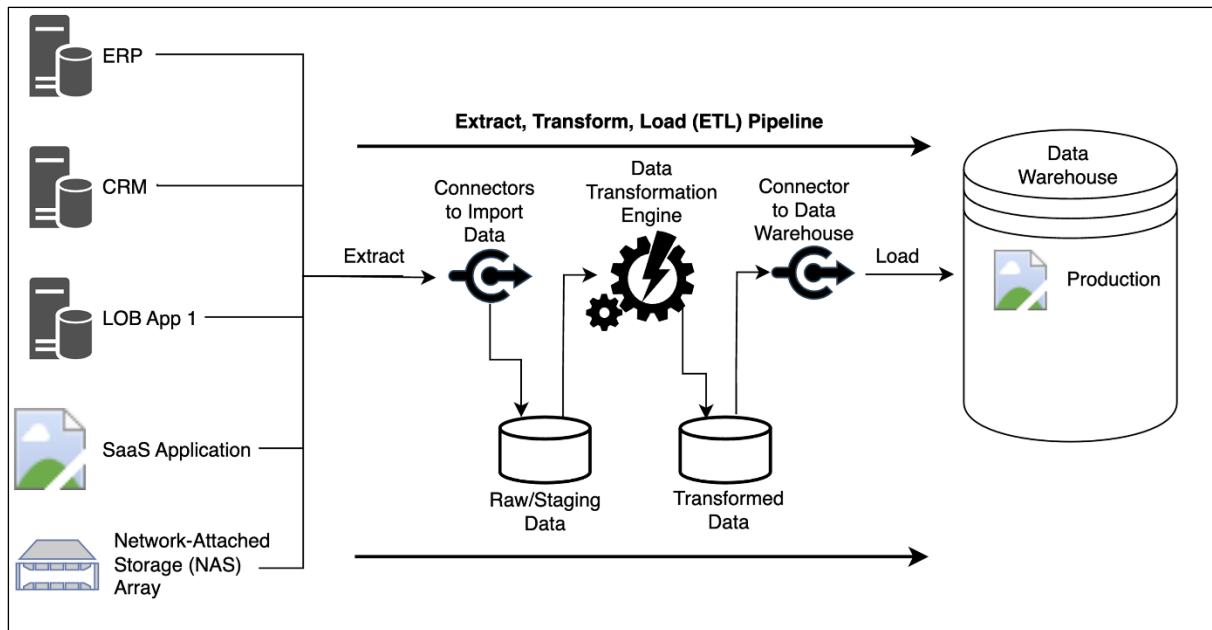 ERP
CRM
LOB App 1
SaaS Application
Network-Attached
Storage (NAS)
Array
Extract, Transform, Load (ETL) Pipeline
Extract
Connectors
to Import
Data
Data
Transformation
Engine
Connector
to Data
Warehouse
Load
Raw/Staging
Data
Transformed
Data
Data
Warehouse
Production